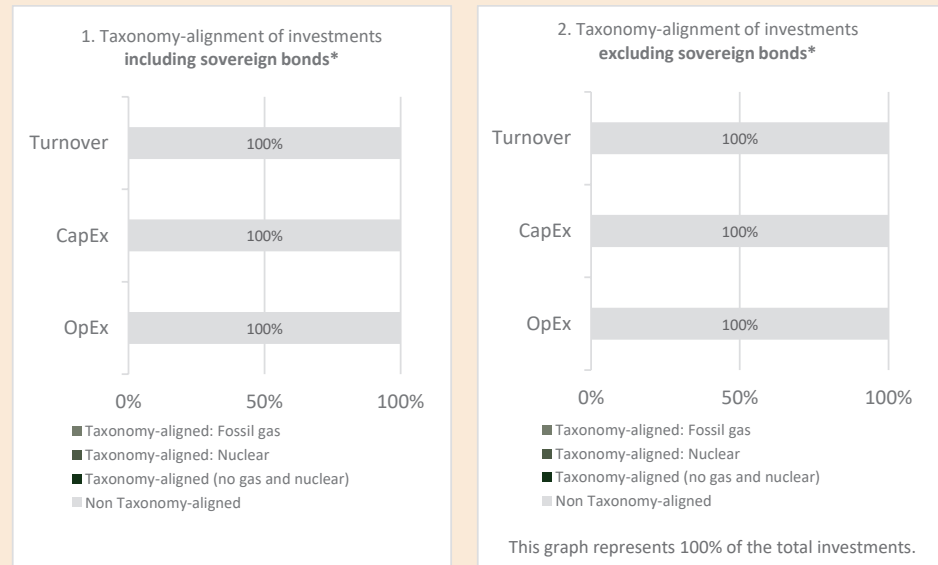 1. Taxonomy-alignment of investments
including sovereign bonds*
Turnover
100%
CapEx
100%
OpEx
100%
0%
50%
100%
Taxonomy-aligned: Fossil gas
Taxonomy-aligned: Nuclear
Taxonomy-aligned (no gas and nuclear)
Non Taxonomy-aligned
2. Taxonomy-alignment of investments
excluding sovereign bonds*
Turnover
100%
CapEx
100%
OpEx
100%
0%
50%
100%
Taxonomy-aligned: Fossil gas
Taxonomy-aligned: Nuclear
Taxonomy-aligned (no gas and nuclear)
Non Taxonomy-aligned
This graph represents 100% of the total investments.